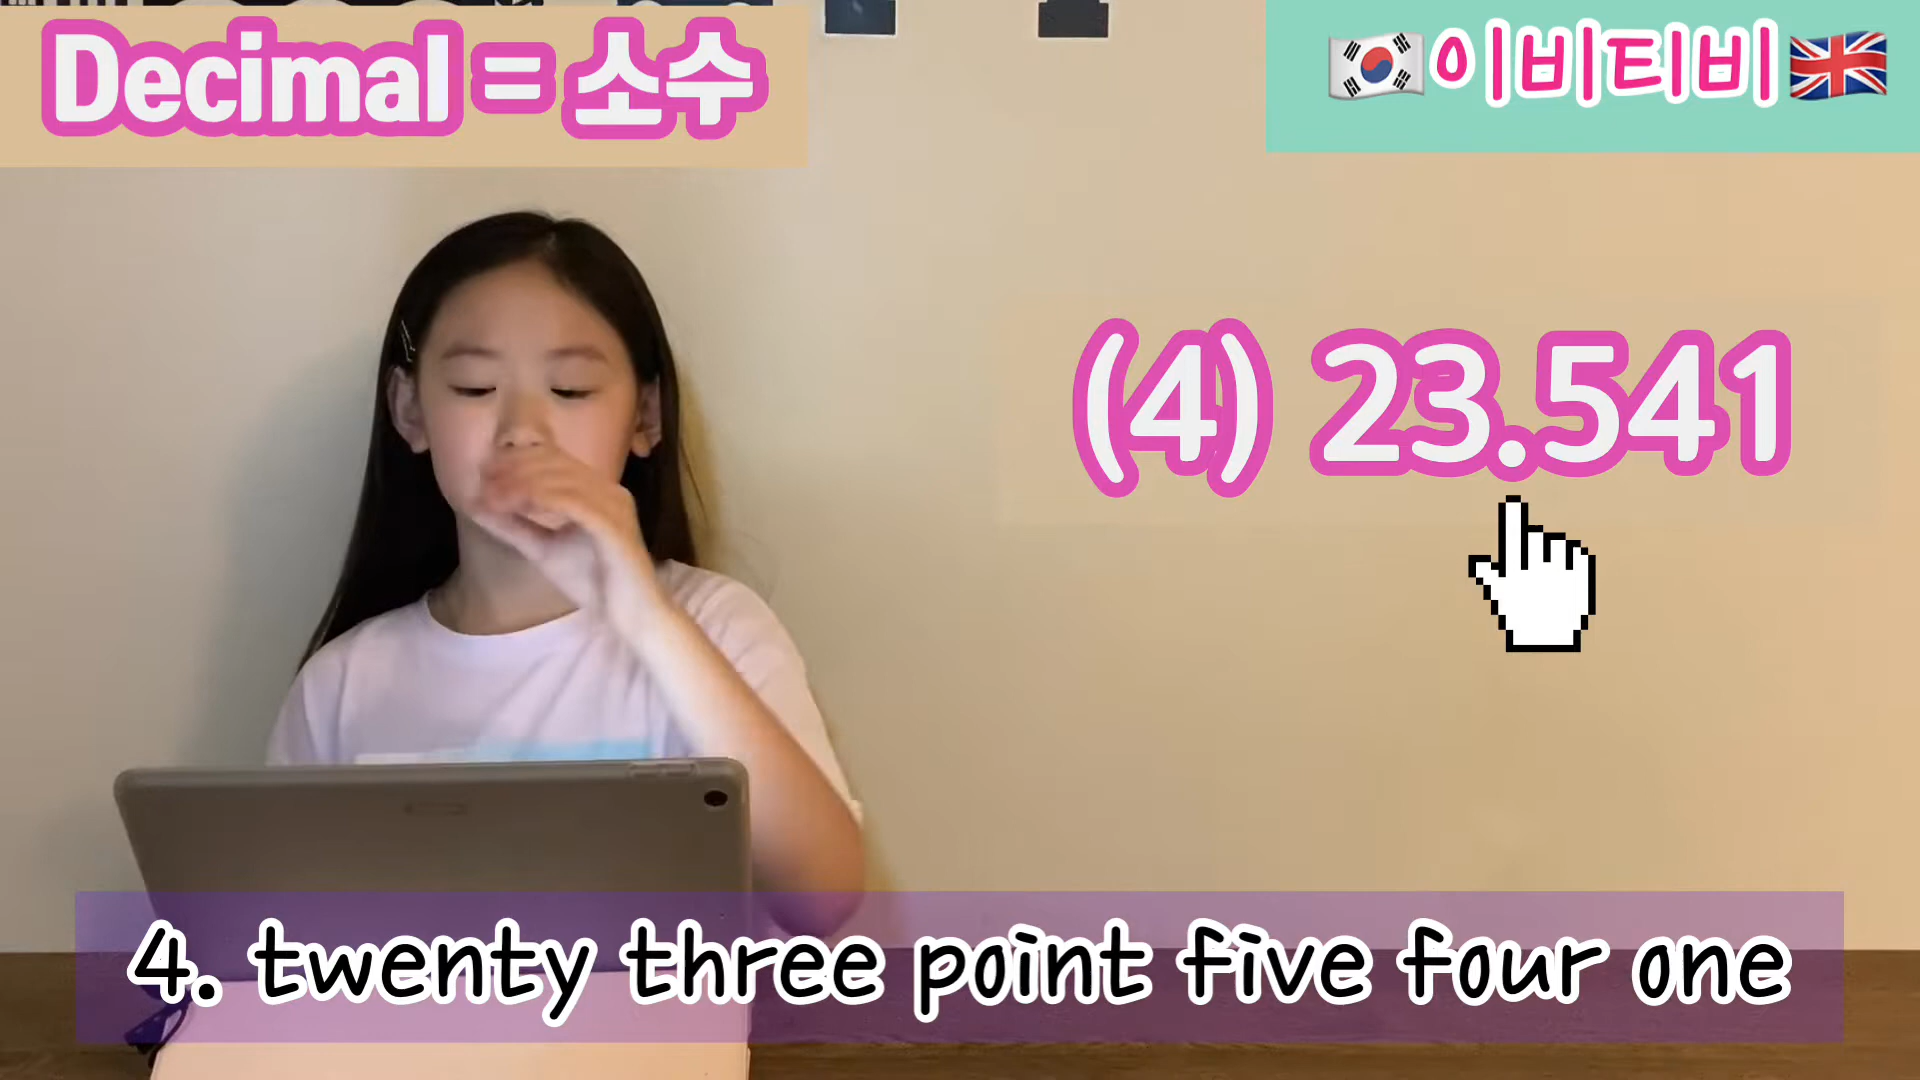 Decimal = 소수
이비티비
(4) 23.541
4. twenty three point five four one